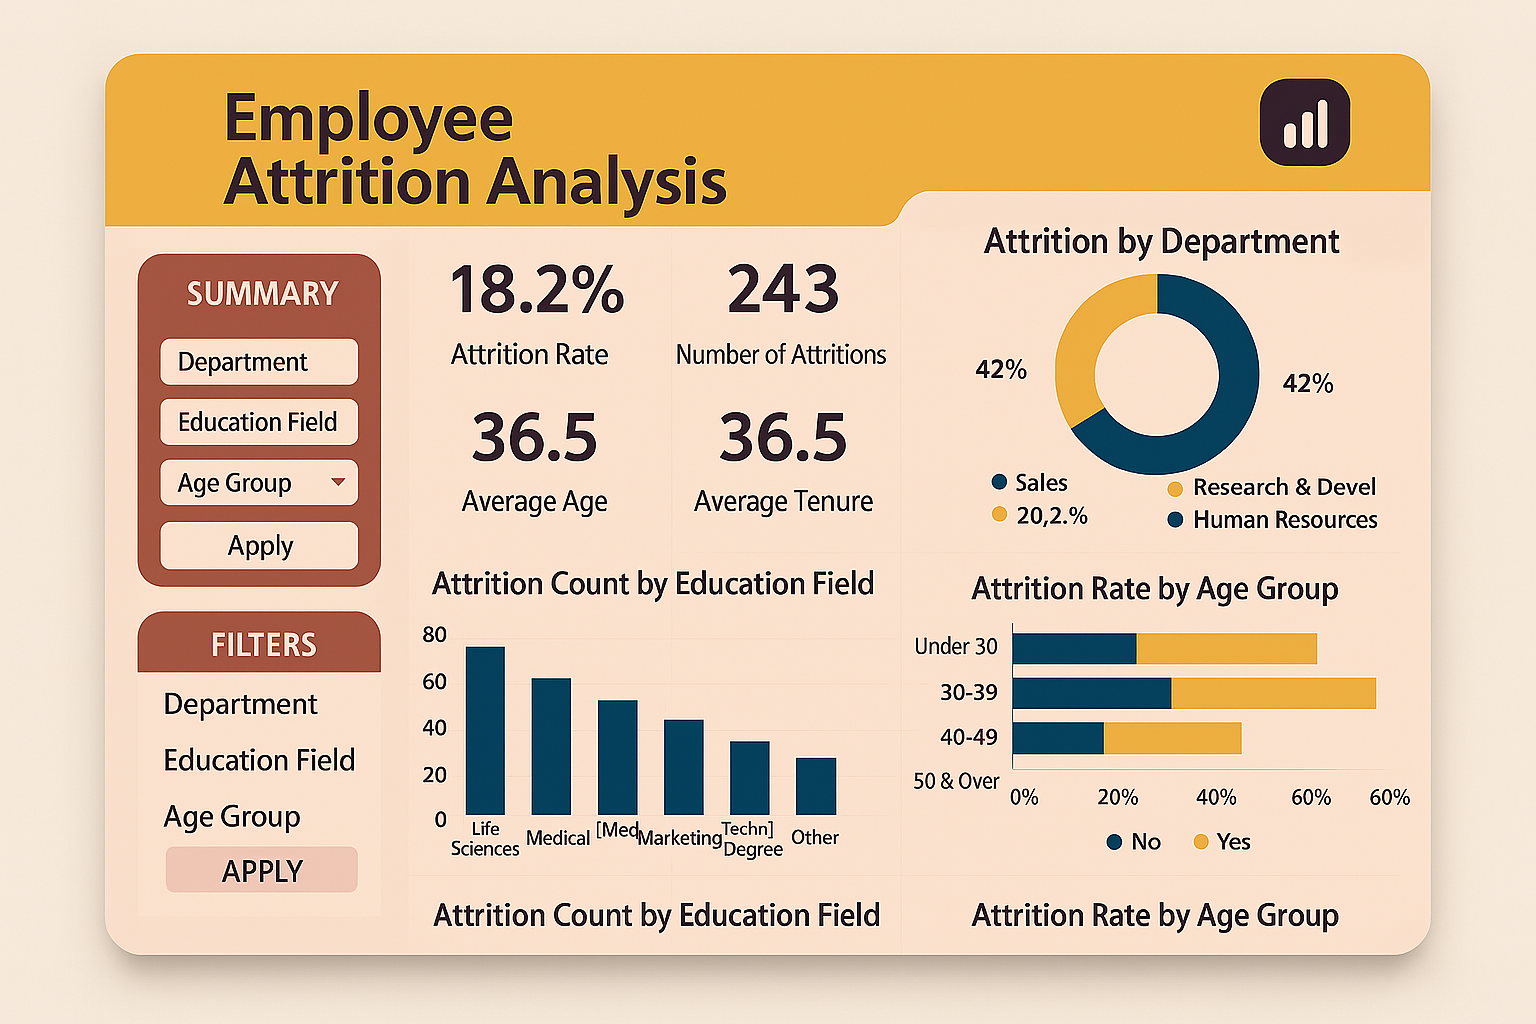 Employee
Attrition Analysis
SUMMARY
Department
Education Field
Age Group
Apply
FILTERS
Department
Education Field
Age Group
APPLY
18.2%
Attrition Rate
243
Number of Attritions
36.5
Average Age
36.5
Average Tenure
Attrition by Department
42%
42%
Sales
Research & Devel
20,2.%
Human Resources
Attrition Count by Education Field
80
60
40
20
0
Life
Sciences
Medical
[Med
Marketing
Techn]
Degree
Other
Attrition Count by Education Field
Attrition Rate by Age Group
Under 30
30-39
40-49
50 & Over
0%
20%
40%
60%
60%
No
Yes
Attrition Rate by Age Group